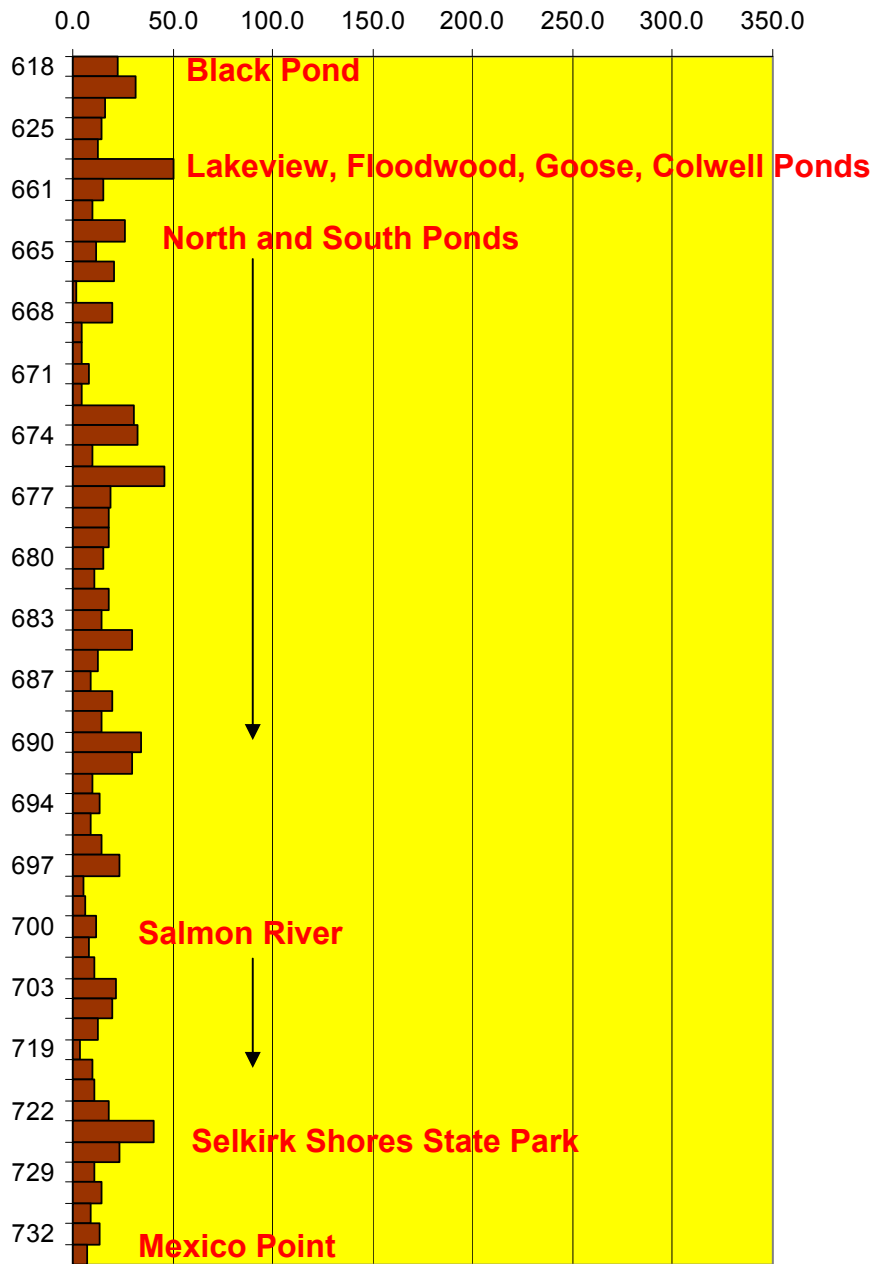 0.0 50.0 100.0 150.0 200.0 250.0 300.0 350.0
618 Black Pond
625
Lakeview, Floodwood, Goose, Colwell Ponds
661
North and South Ponds
665
668
671
674
677
680
683
687
690
694
697
700 Salmon River
703
719
722
Selkirk Shores State Park
729
732
Mexico Point